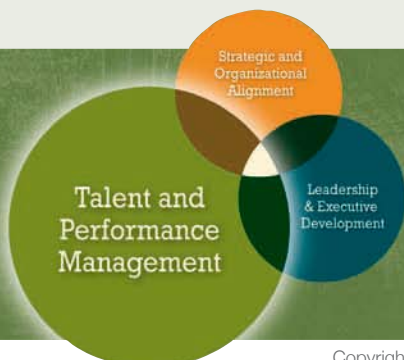 Strategic and
Organizational
Alignment
Leadership
& Executive
Development
Talent and
Performance
Management